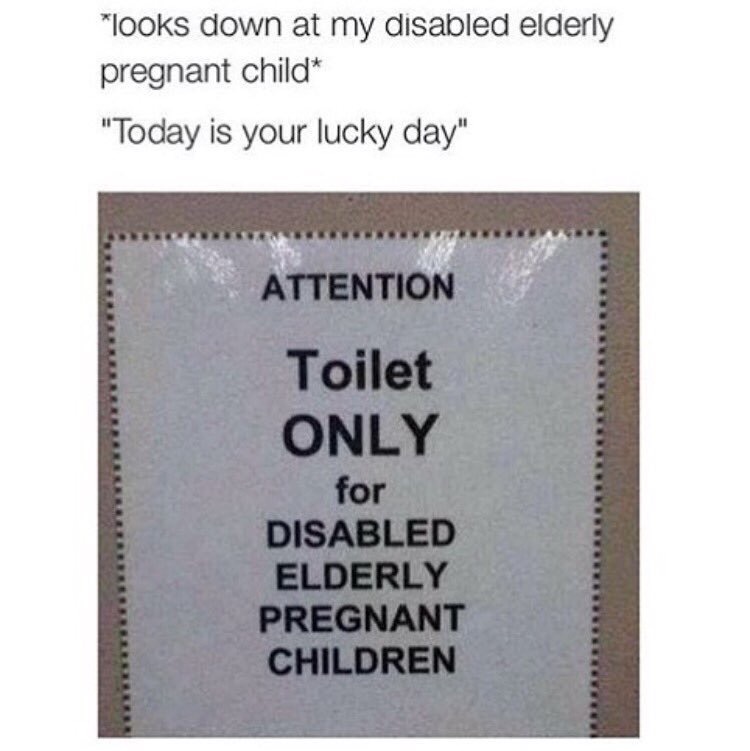 *looks down at my disabled elderly
pregnant child*
"Today is your lucky day"
ATTENTION
Toilet
ONLY
for
DISABLED
ELDERLY
PREGNANT
CHILDREN